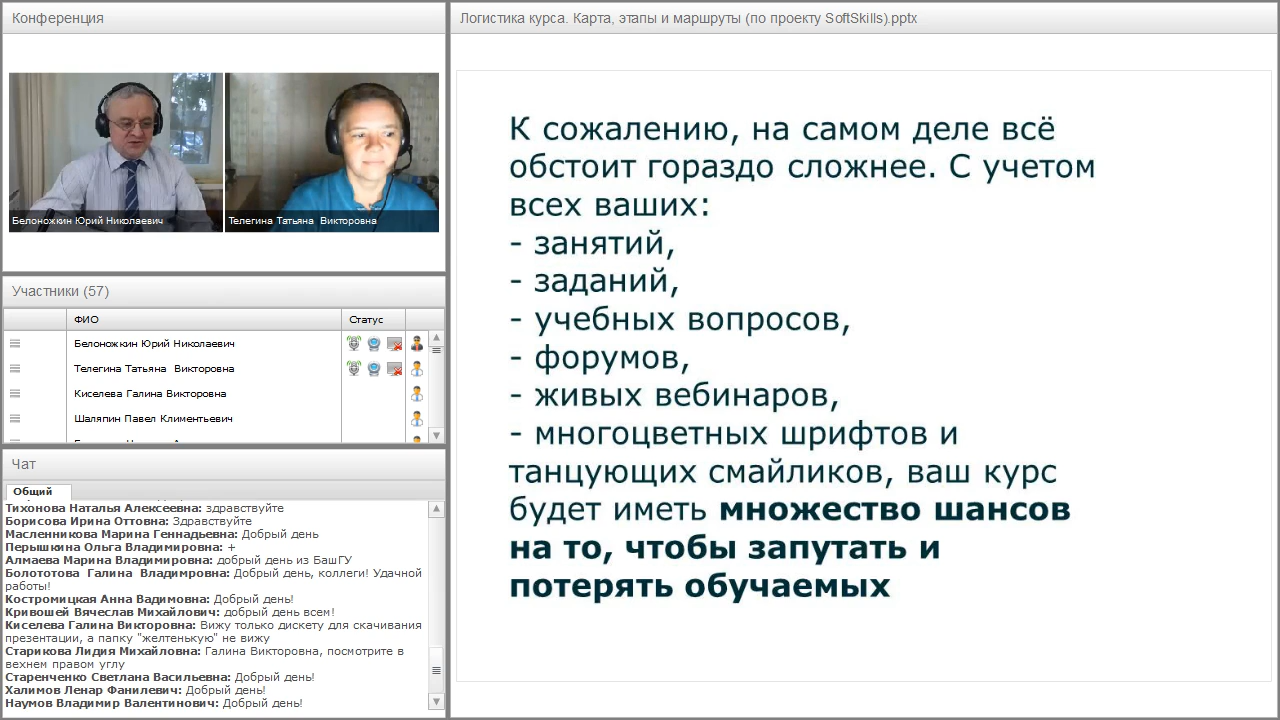 Конференция
Белоножкин Юрий Николаевич
Телегина Татьяна Викторовна
Участники (57)
ФИО Статус
Белоножкин Юрий Николаевич
Телегина Татьяна Викторовна
Киселева Галина Викторовна
Шаляпин Павел Климентьевич
Чат
Общий
Тихонова Наталья Алексеевна: здравствуйте
Борисова Ирина Оттовна: Здравствуйте
Масленникова Марина Геннадьевна: Добрый день
Перышкина Ольга Владимировна: +
Алмаева Марина Владимировна: добрый день из БашГУ
Болототова Галина Владимровна: Добрый день, коллеги! Удачной
работы!
Костромицкая Анна Вадимовна: Добрый день!
Кривошей Вячеслав Михайлович: добрый день всем!
Киселева Галина Викторовна: Вижу только дискету для скачивания
презентации, а папку "желтенькую" не вижу
Старикова Лидия Михайловна: Галина Викторовна, посмотрите в
вехнем правом углу
Старенченко Светлана Васильевна: Добрый день!
Халимов Ленар Фанилевич: Добрый день!
Наумов Владимир Валентинович: Добрый день!
Логистика курса. Карта, этапы и маршруты (по проекту SoftSkills).pptx
К сожалению, на самом деле всё
обстоит гораздо сложнее. С учетом
всех ваших:
- занятий,
- заданий,
- учебных вопросов,
- форумов,
- живых вебинаров,
- многоцветных шрифтов и
танцующих смайликов, ваш курс
будет иметь множество шансов
на то, чтобы запутать и
потерять обучаемых